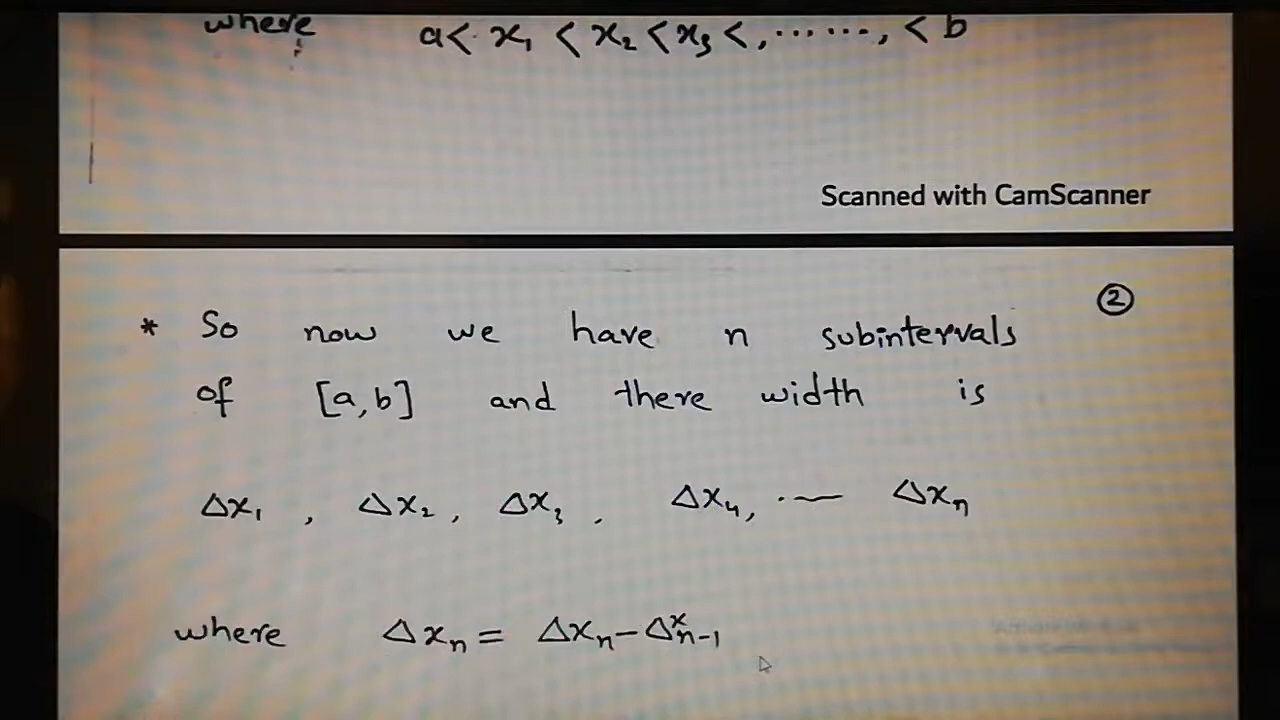 where a< x₁ < x₂ < x₃ <, ......, < b
Scanned with CamScanner
②
* So now we have n subintervals
of [a,b] and there width is
Δx₁ , Δx₂ , Δx₃ , Δx₄, .— Δxₙ
where Δxₙ = Δxₙ - Δxₙ₋₁